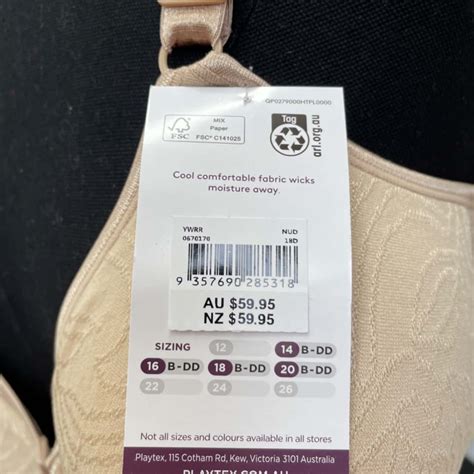 QP0279000HTPL0000
FSC
MIX
Paper
FSC® C141025
Tag
ari.org.au
Cool comfortable fabric wicks
moisture away.
YWRR NUD
0670176 18D
9 357690 285318
AU $59.95
NZ $59.95
SIZING 12 14 B-DD
16 B-DD 18 B-DD 20 B-DD
22 24 26
Not all sizes and colours available in all stores
Playtex, 115 Cotham Rd, Kew, Victoria 3101 Australia
PLAYTEX.COM.AU